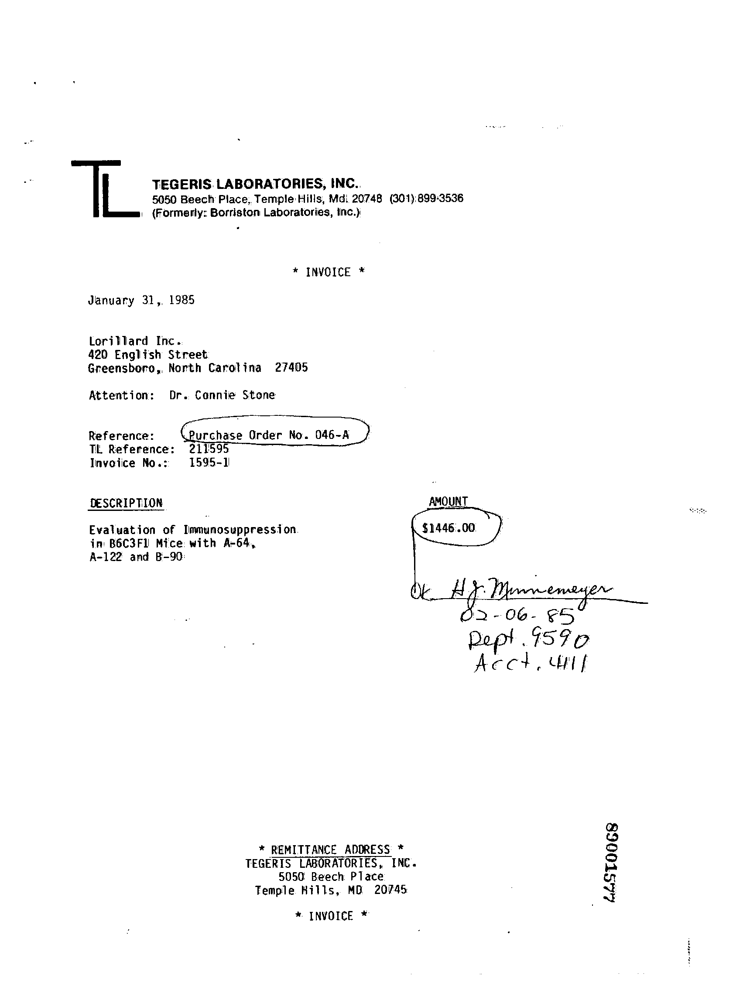 TL
TEGERIS LABORATORIES, INC.
5050 Beech Place, Temple Hills, Md. 20748 (301) 899-3536
(Formerly: Borriston Laboratories, Inc.)
* INVOICE *
January 31, 1985
Lorillard Inc.
420 English Street
Greensboro, North Carolina 27405
Attention: Dr. Connie Stone
Reference: Purchase Order No. 046-A
TL Reference: 211595
Invoice No.: 1595-1
DESCRIPTION AMOUNT
Evaluation of Immunosuppression $1446.00
in B6C3F1 Mice with A-64,
A-122 and B-90
OK H.J. Minnemeyer
02-06-85
Dept. 9590
Acct. 4111
* REMITTANCE ADDRESS *
TEGERIS LABORATORIES, INC.
5050 Beech Place
Temple Hills, MD 20745
* INVOICE *
89001577